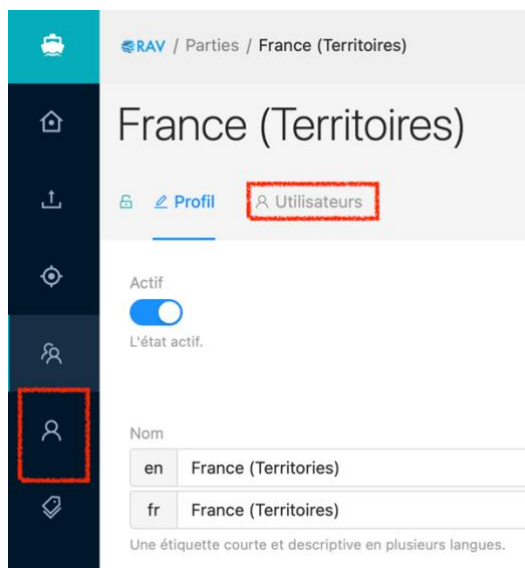 RAV / Parties / France (Territoires)
France (Territoires)
Profil Utilisateurs
Actif
L'état actif.
Nom
en France (Territories)
fr France (Territoires)
Une étiquette courte et descriptive en plusieurs langues.